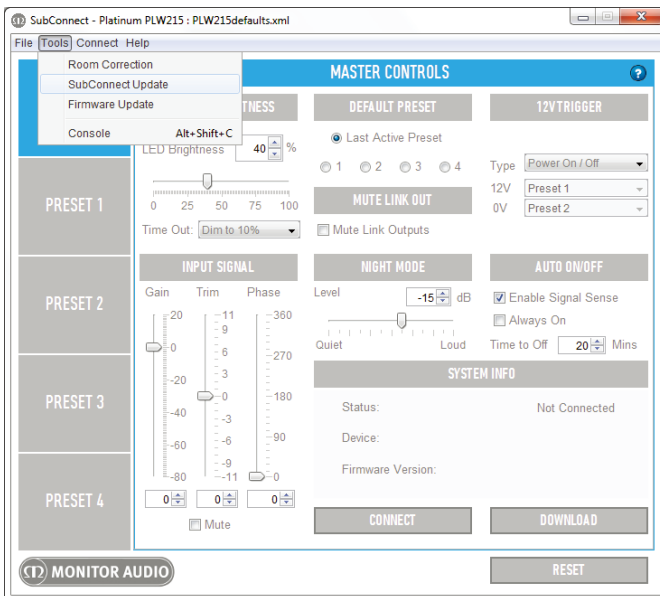 SubConnect - Platinum PLW215 : PLW215defaults.xml
File Tools Connect Help
Room Correction
SubConnect Update
Firmware Update
Console Alt+Shift+C
MASTER CONTROLS
?
TNESS
LED Brightness 40 %
0 25 50 75 100
Time Out: Dim to 10%
DEFAULT PRESET
Last Active Preset
1 2 3 4
MUTE LINK OUT
Mute Link Outputs
12V TRIGGER
Type Power On / Off
12V Preset 1
0V Preset 2
PRESET 1
PRESET 2
PRESET 3
PRESET 4
INPUT SIGNAL
Gain Trim Phase
20 11 360
9
0 6 270
3
-20 0 180
-40 -3
-60 -6 90
-9
-80 -11 0
0 0 0
Mute
NIGHT MODE
Level -15 dB
Quiet Loud
AUTO ON/OFF
Enable Signal Sense
Always On
Time to Off 20 Mins
SYSTEM INFO
Status: Not Connected
Device:
Firmware Version:
CONNECT DOWNLOAD
MONITOR AUDIO
RESET